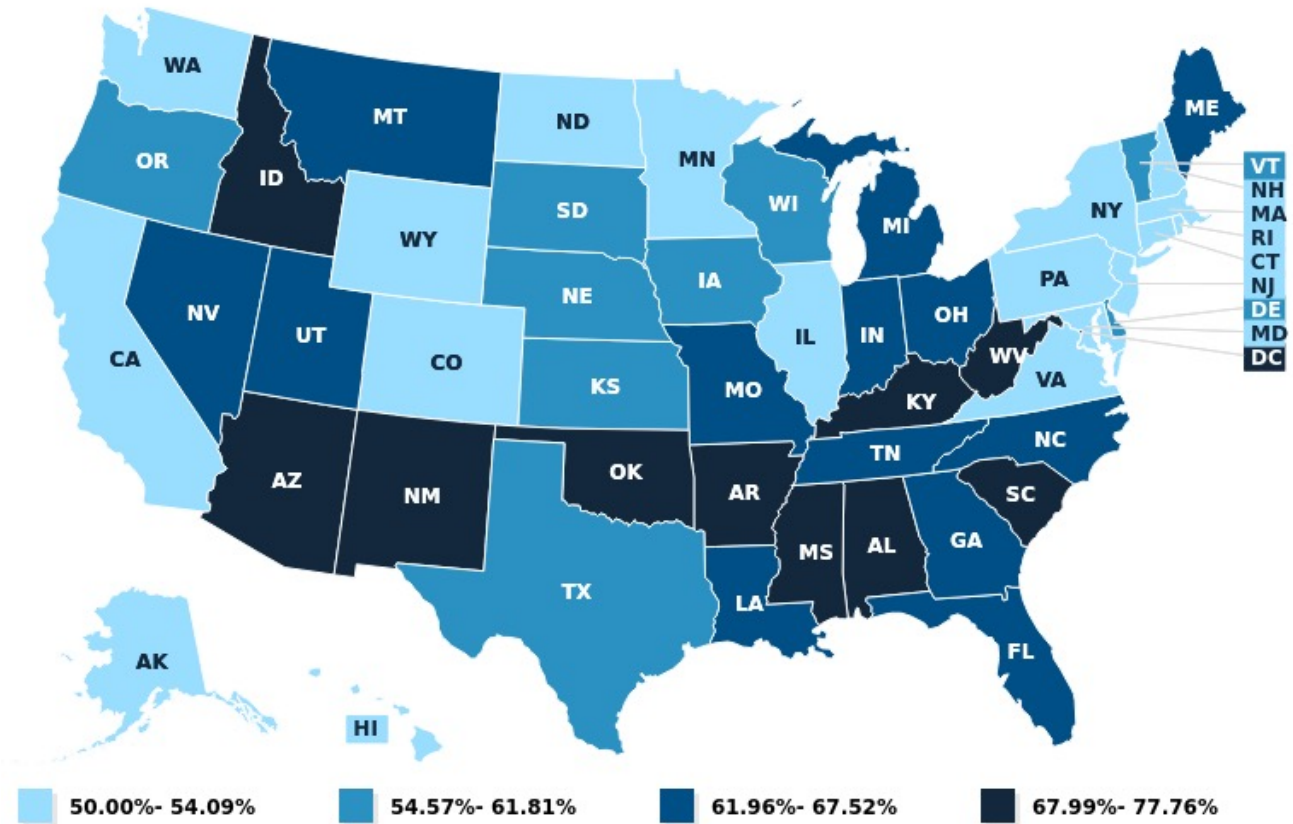 WA
MT
ND
MN
ME
OR
ID
SD
WI
VT
NH
NY
MA
WY
MI
RI
CT
IA
PA
NJ
NE
NV
OH
DE
UT
IL
IN
MD
CA
CO
WV
DC
KS
MO
VA
KY
NC
TN
AZ
OK
NM
AR
SC
MS
AL
GA
TX
LA
AK
FL
HI
50.00%- 54.09%
54.57%- 61.81%
61.96%- 67.52%
67.99%- 77.76%